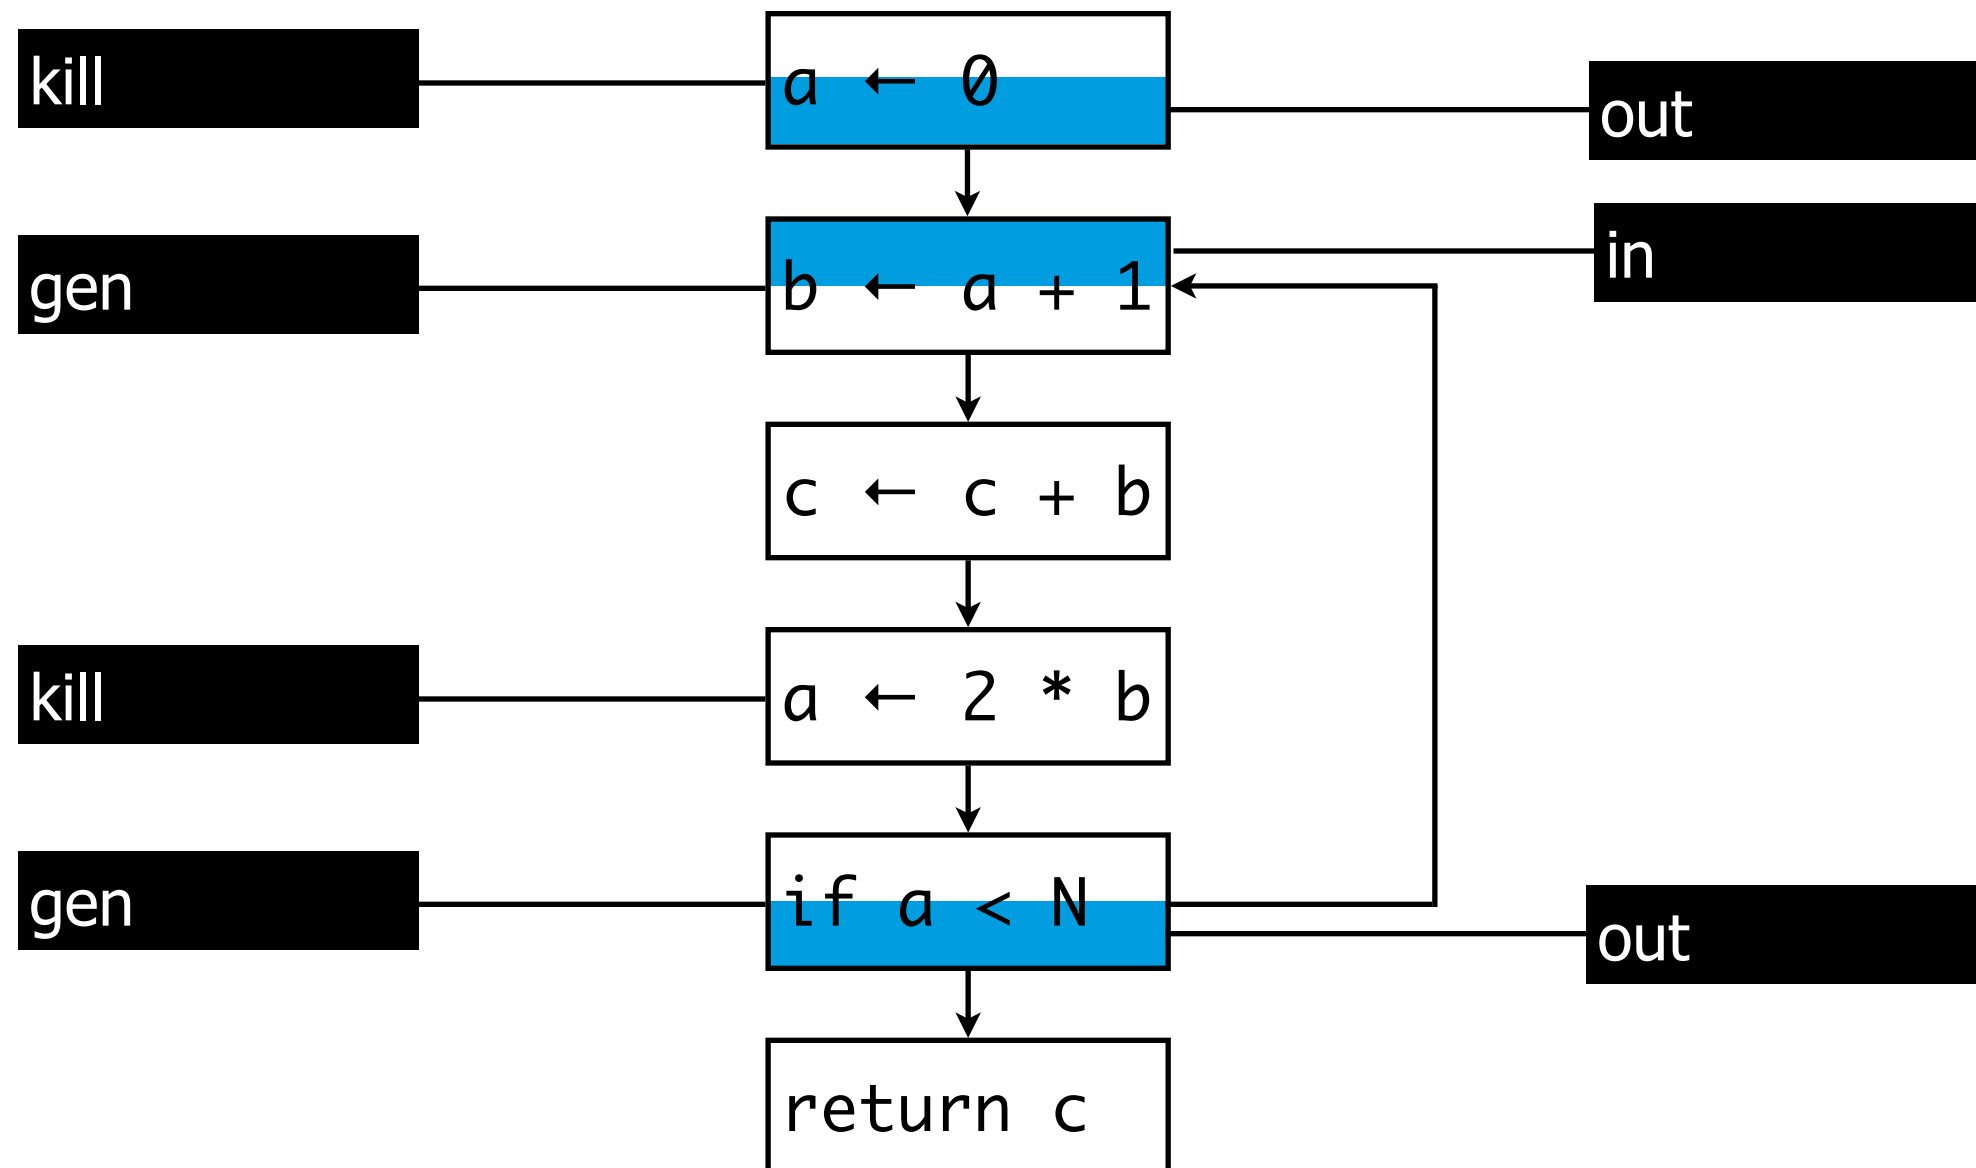 kill
a ← 0
out
in
gen
b ← a + 1
c ← c + b
kill
a ← 2 * b
gen
if a < N
out
return c